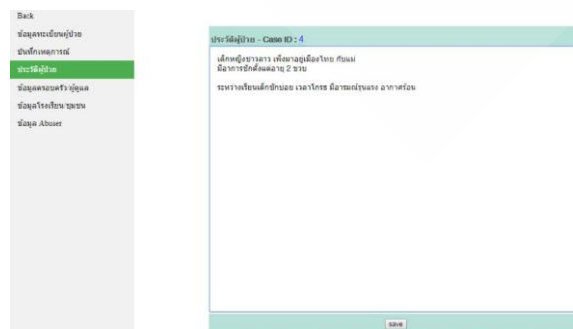 Back
ข้อมูลทะเบียนผู้ป่วย
บันทึกเหตุการณ์
ประวัติผู้ป่วย
ข้อมูลครอบครัว/ผู้ดูแล
ข้อมูลโรงเรียน/ชุมชน
ข้อมูล Abuser
ประวัติผู้ป่วย - Case ID : 4
เด็กหญิงชาวลาว เพิ่งมาอยู่เมืองไทย กับแม่
มีอาการชักตั้งแต่อายุ 2 ขวบ
ระหว่างเรียนเด็กชักบ่อย เวลาโกรธ มีอารมณ์รุนแรง อากาศร้อน
save